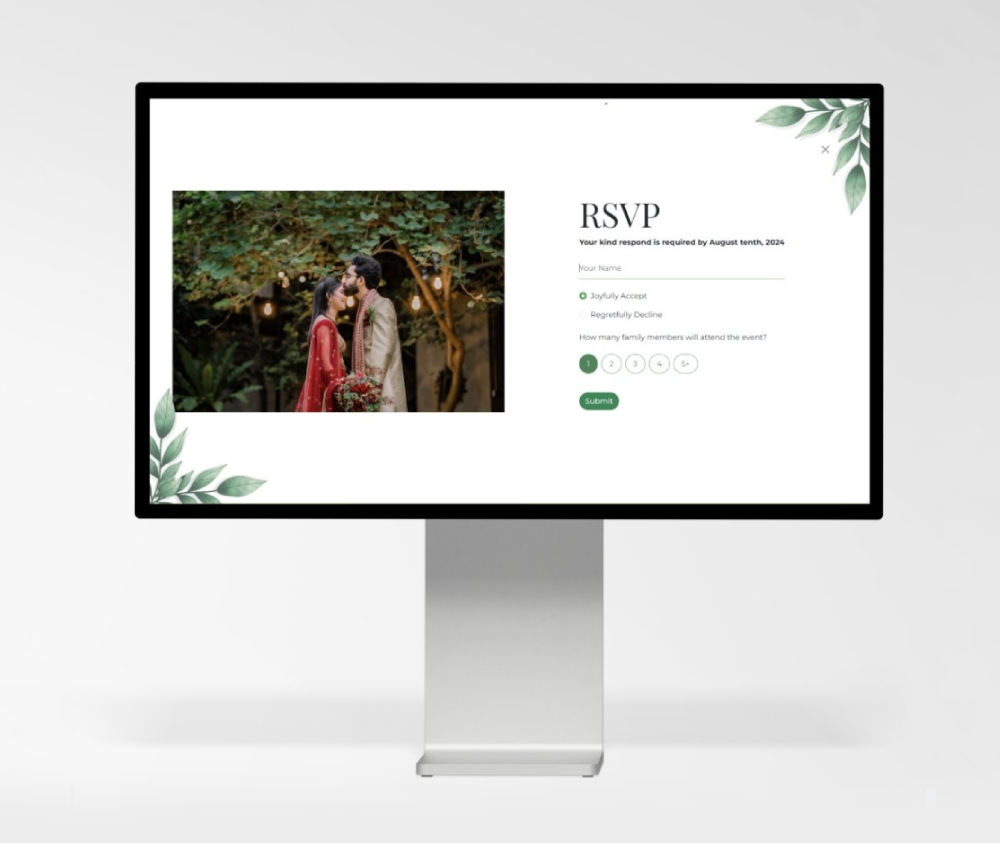 RSVP
Your kind respond is required by August tenth, 2024
Your Name
Joyfully Accept
Regretfully Decline
How many family members will attend the event?
1 2 3 4 5+
Submit